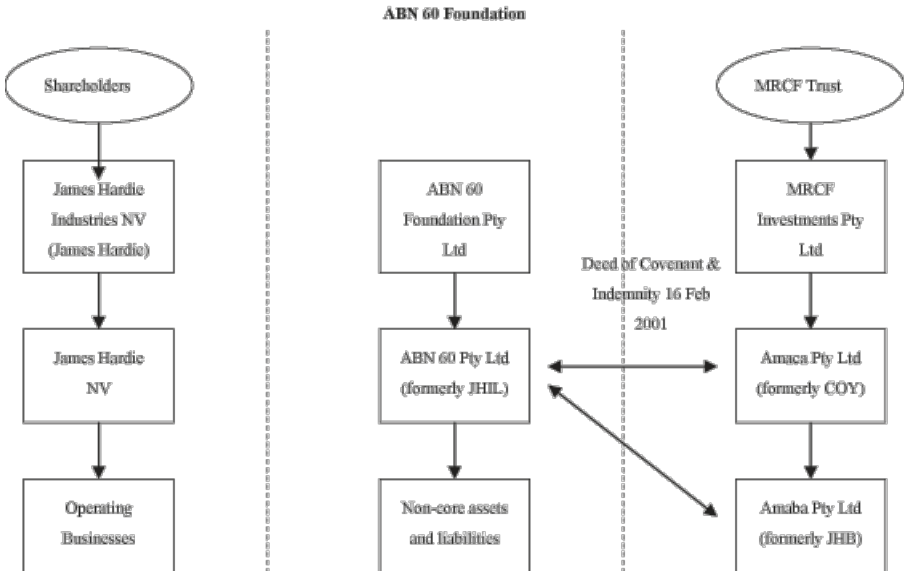 ABN 60 Foundation
Shareholders
MRCF Trust
James Hardie
Industries NV
(James Hardie)
ABN 60
Foundation Pty
Ltd
MRCF
Investments Pty
Ltd
Deed of Covenant &
Indemnity 16 Feb
2001
James Hardie
NV
ABN 60 Pty Ltd
(formerly JHIL)
Amaca Pty Ltd
(formerly COY)
Operating
Businesses
Non-core assets
and liabilities
Amaba Pty Ltd
(formerly JHB)